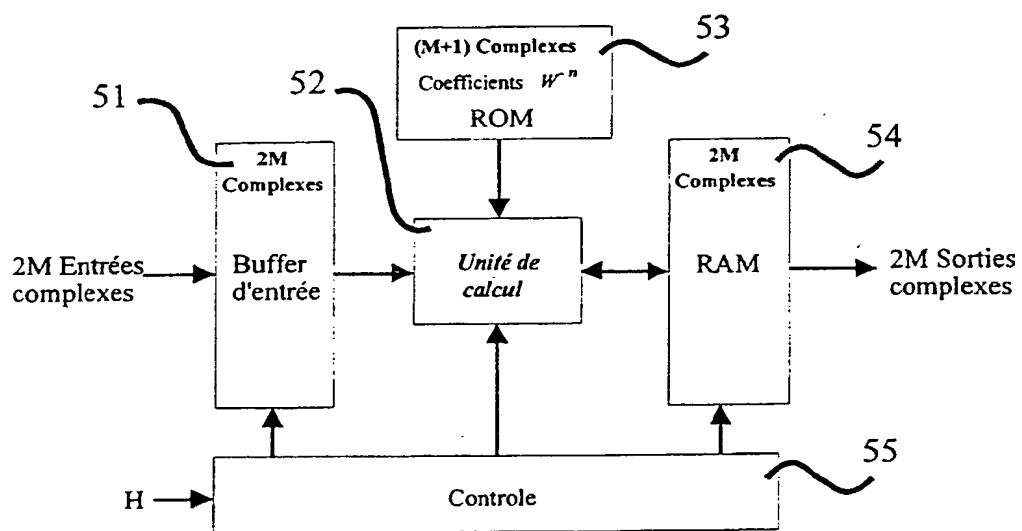 53
(M+1) Complexes
Coefficients W^n
ROM
51
52
54
2M
Complexes
2M
Complexes
2M Entrées
complexes
Buffer
d'entrée
Unité de
calcul
RAM
2M Sorties
complexes
55
H
Controle